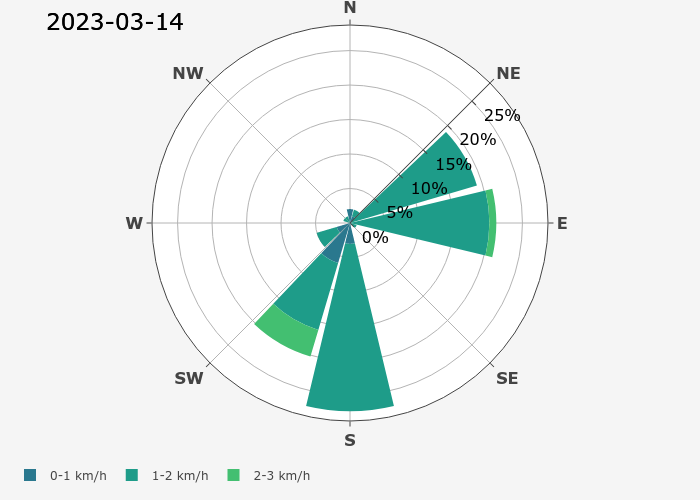 2023-03-14
N
NW
NE
25%
20%
15%
10%
5%
0%
W
E
SW
SE
S
0-1 km/h
1-2 km/h
2-3 km/h